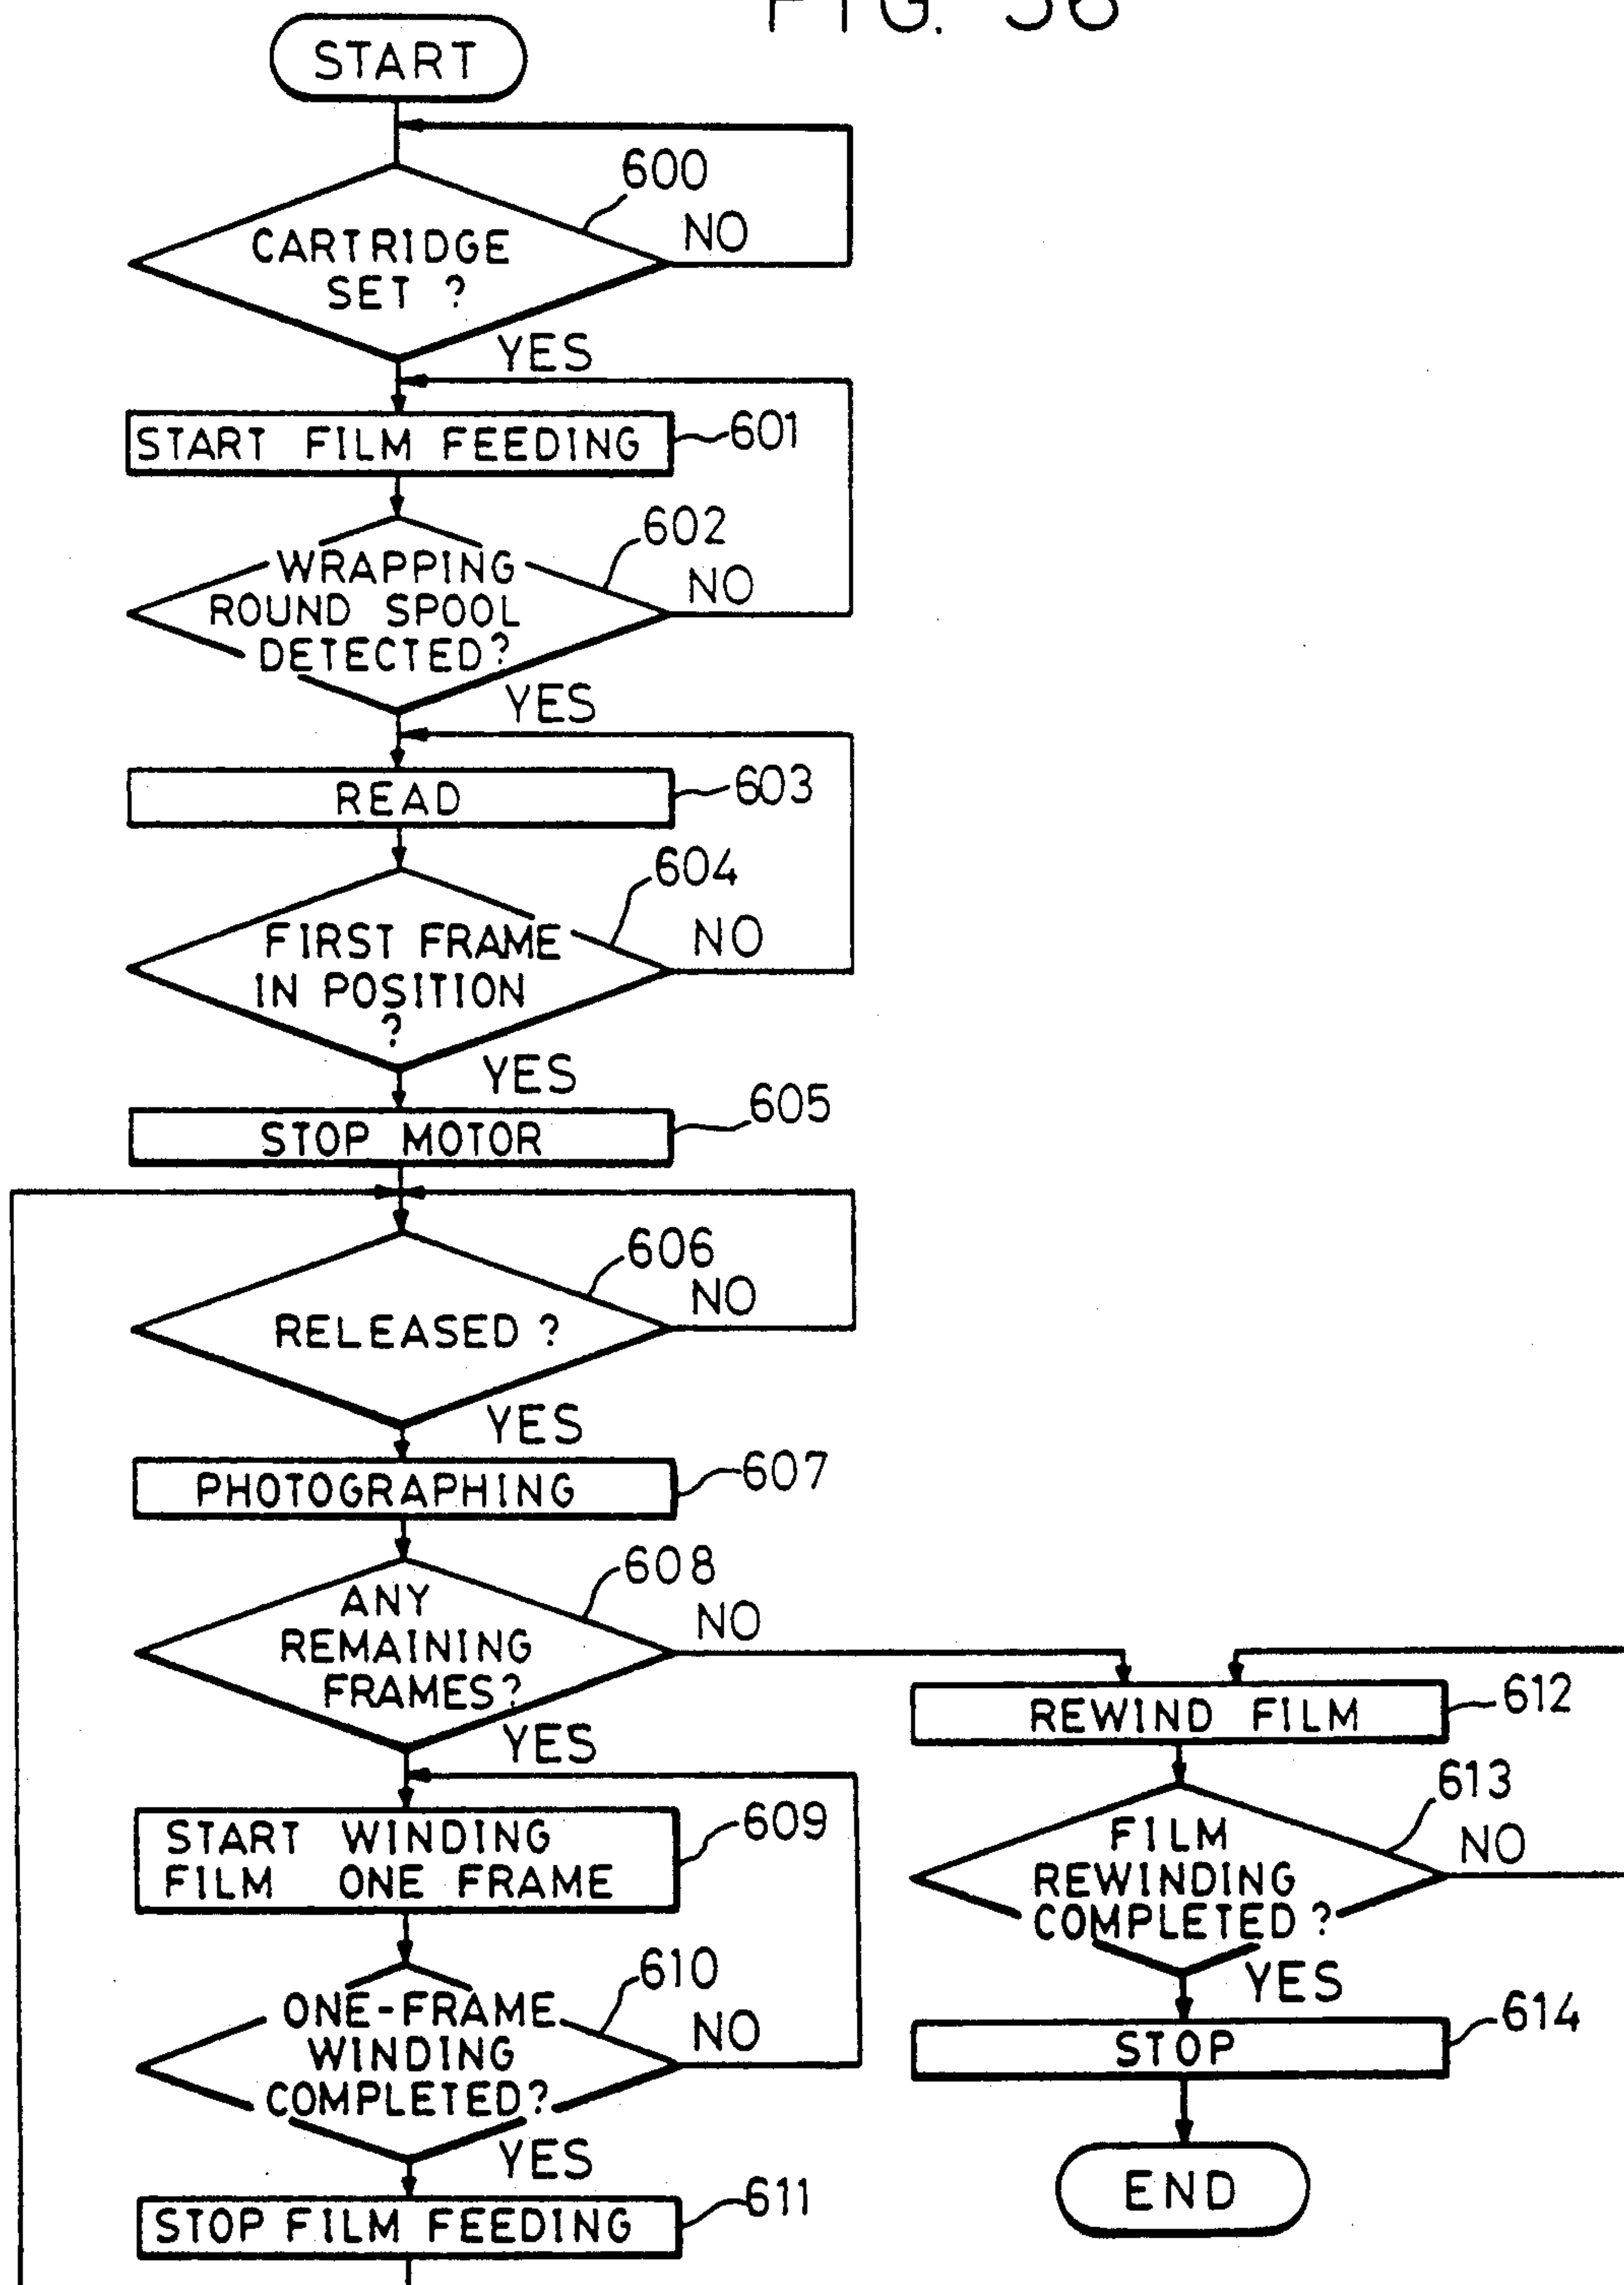 FIG. 56
START
600
CARTRIDGE
SET ?
NO
YES
START FILM FEEDING
601
602
WRAPPING
ROUND SPOOL
DETECTED?
NO
YES
READ
603
604
FIRST FRAME
IN POSITION
?
NO
YES
STOP MOTOR
605
606
RELEASED ?
NO
YES
PHOTOGRAPHING
607
608
ANY
REMAINING
FRAMES?
NO
YES
START WINDING
FILM ONE FRAME
609
610
ONE-FRAME
WINDING
COMPLETED?
NO
YES
STOP FILM FEEDING
611
REWIND FILM
612
613
FILM
REWINDING
COMPLETED ?
NO
YES
STOP
614
END